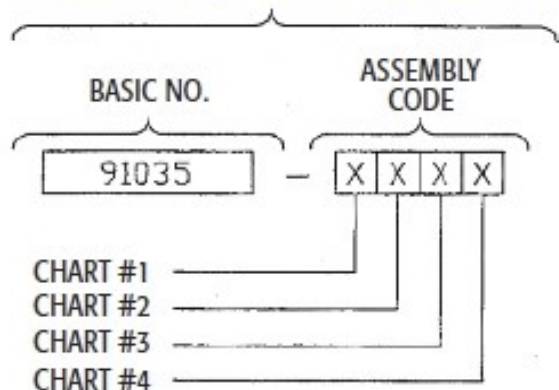 BASIC NO.
ASSEMBLY
CODE
91035 - X X X X
CHART #1
CHART #2
CHART #3
CHART #4